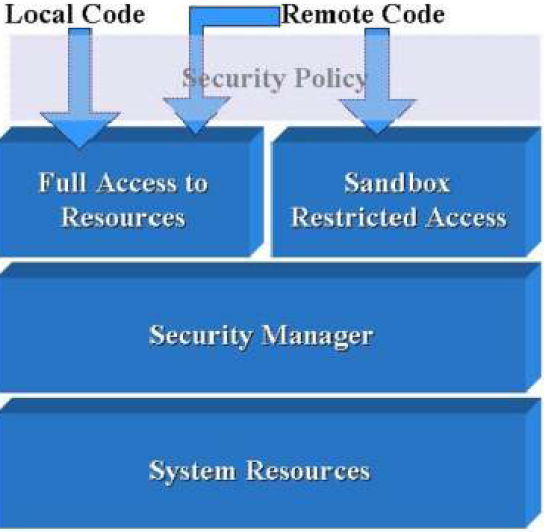 Local Code
Remote Code
Security Policy
Full Access to
Resources
Sandbox
Restricted Access
Security Manager
System Resources